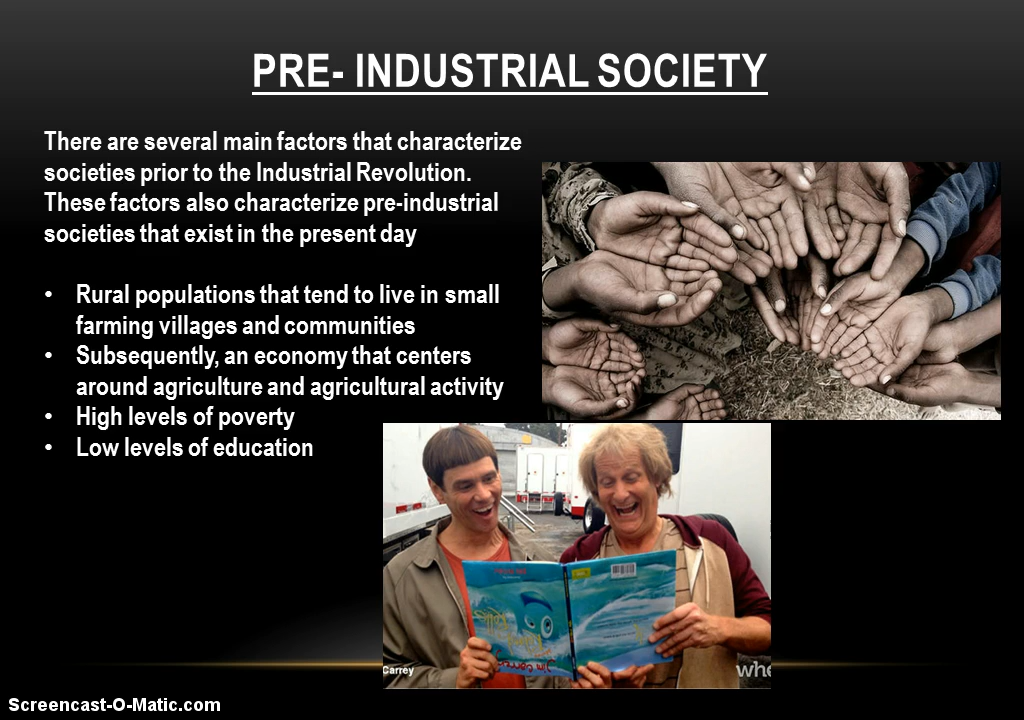 PRE- INDUSTRIAL SOCIETY
There are several main factors that characterize
societies prior to the Industrial Revolution.
These factors also characterize pre-industrial
societies that exist in the present day
• Rural populations that tend to live in small
farming villages and communities
• Subsequently, an economy that centers
around agriculture and agricultural activity
• High levels of poverty
• Low levels of education
Carrey
whe
Screencast-O-Matic.com